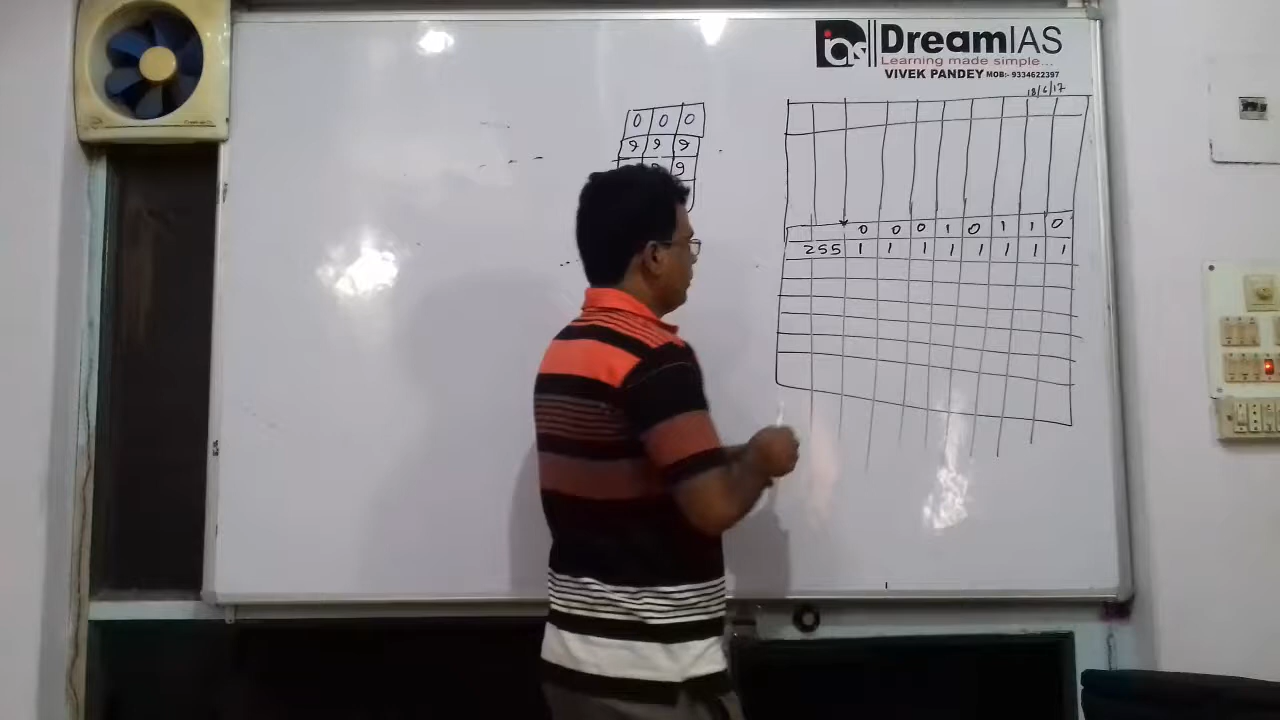 DreamIAS
Learning made simple...
VIVEK PANDEY MOB:- 9334622397
18/6/17
0 0 0
9 9 9
9 9
0 0 0 1 0 1 1 0
255 1 1 1 1 1 1 1 1